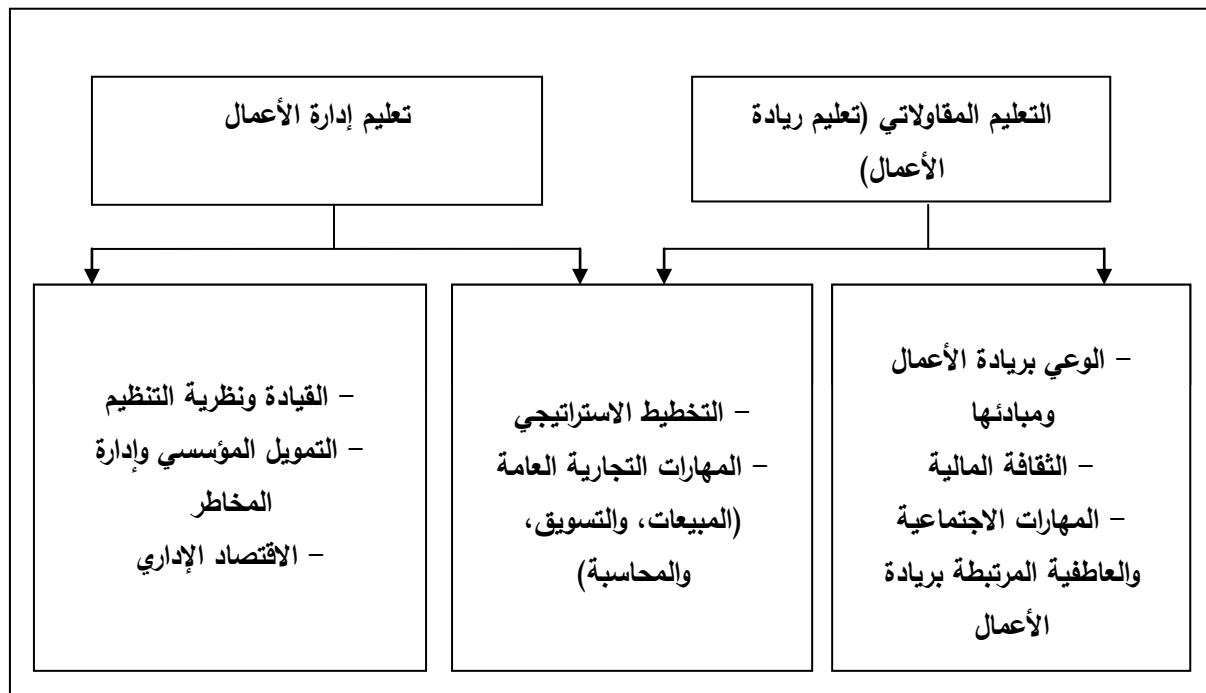 التعليم المقاولاتي (تعليم ريادة
الأعمال)
تعليم إدارة الأعمال
– الوعي بريادة الأعمال
ومبادئها
– الثقافة المالية
– المهارات الاجتماعية
والعاطفية المرتبطة بريادة
الأعمال
– التخطيط الاستراتيجي
– المهارات التجارية العامة
(المبيعات، والتسويق،
والمحاسبة)
– القيادة ونظرية التنظيم
– التمويل المؤسسي وإدارة
المخاطر
– الاقتصاد الإداري